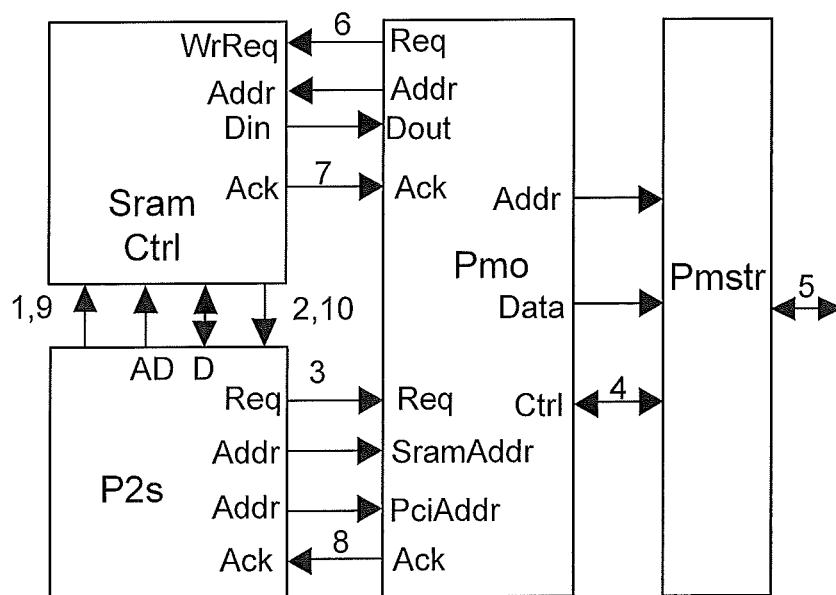 6
WrReq Req
Addr Addr
Din Dout
Ack 7 Ack Addr
Sram
Ctrl Pmo Pmstr
5
1,9 2,10 Data
AD D 3
Req Req Ctrl 4
Addr SramAddr
P2s
Addr PciAddr
8
Ack Ack